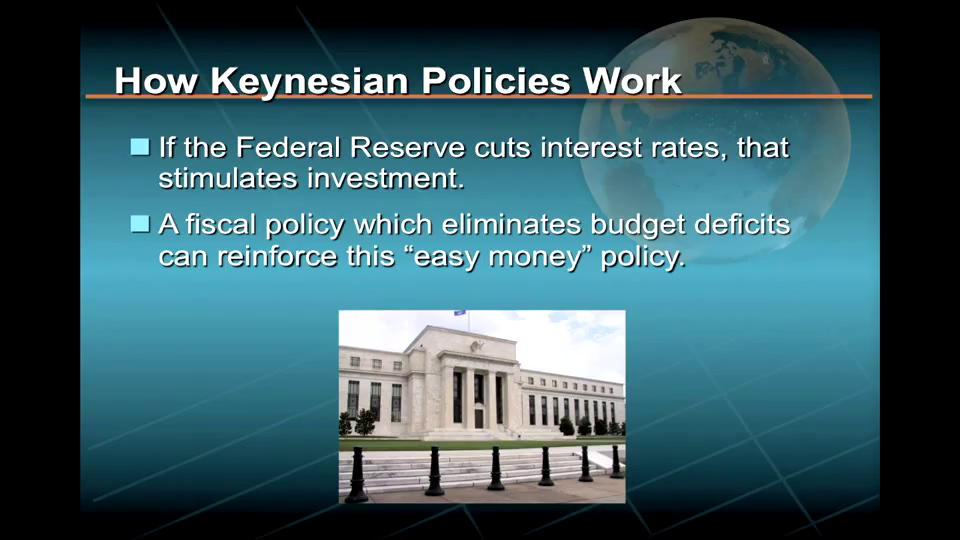 How Keynesian Policies Work
If the Federal Reserve cuts interest rates, that
stimulates investment.
A fiscal policy which eliminates budget deficits
can reinforce this “easy money” policy.